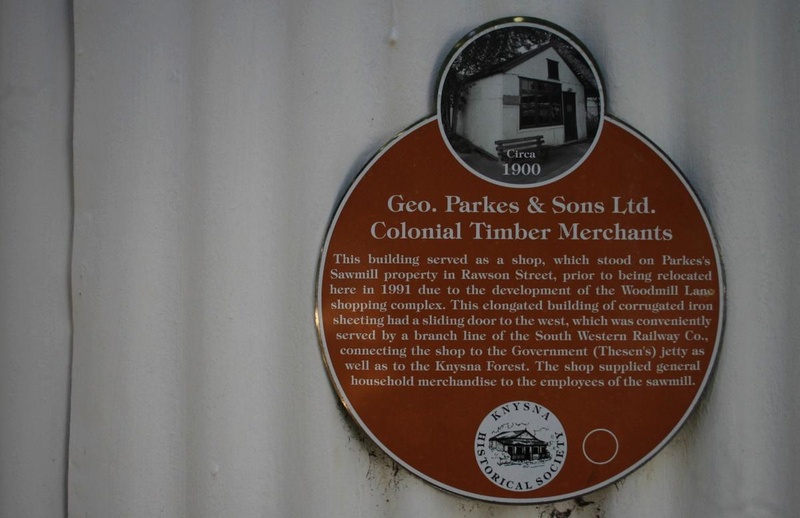 Circa
1900
Geo. Parkes & Sons Ltd.
Colonial Timber Merchants
This building served as a shop, which stood on Parkes's
Sawmill property in Rawson Street, prior to being relocated
here in 1991 due to the development of the Woodmill Lane
shopping complex. This elongated building of corrugated iron
sheeting had a sliding door to the west, which was conveniently
served by a branch line of the South Western Railway Co.,
connecting the shop to the Government (Thesen's) jetty as
well as to the Knysna Forest. The shop supplied general
household merchandise to the employees of the sawmill.
KNYSNA
HISTORICAL SOCIETY